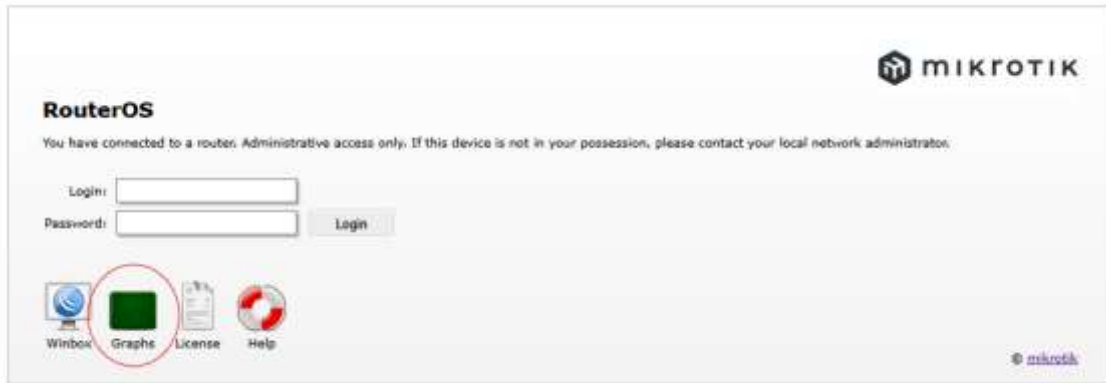 mikrotik
RouterOS
You have connected to a router. Administrative access only. If this device is not in your possession, please contact your local network administrator.
Login:
Password:
Login
Winbox Graphs License Help
© mikrotik